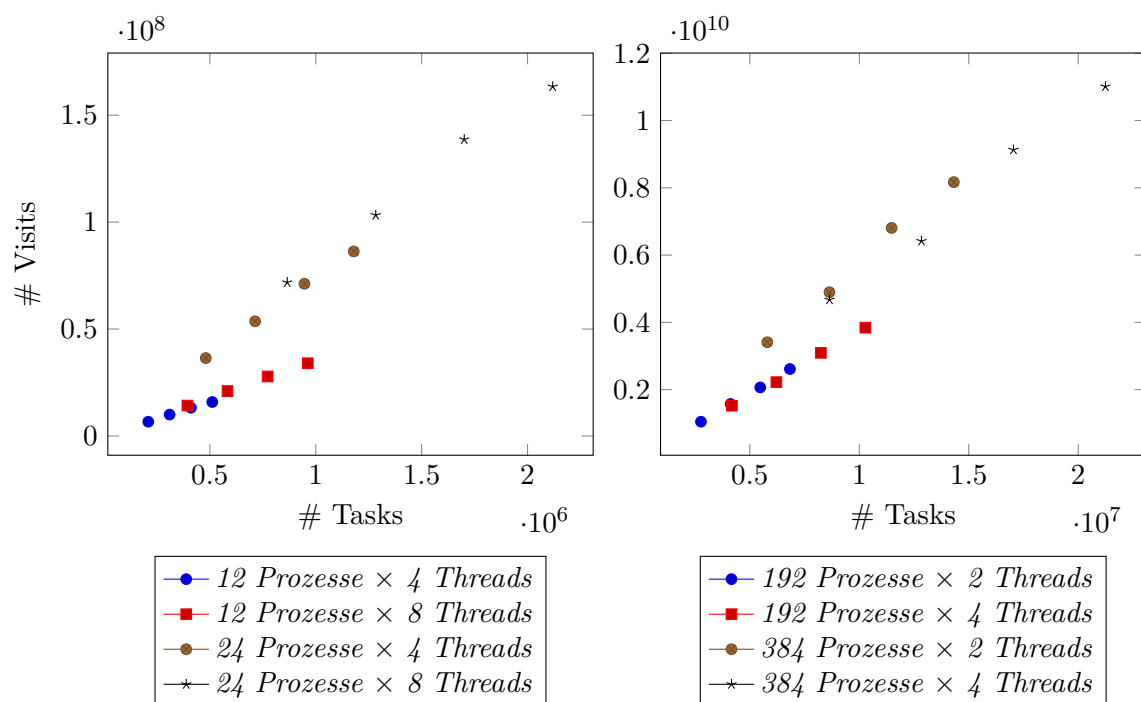 ·10^8
1.5
1
0.5
0
# Visits
0.5 1 1.5 2
# Tasks
·10^6
12 Prozesse × 4 Threads
12 Prozesse × 8 Threads
24 Prozesse × 4 Threads
24 Prozesse × 8 Threads
·10^10
1.2
1
0.8
0.6
0.4
0.2
0.5 1 1.5 2
# Tasks
·10^7
192 Prozesse × 2 Threads
192 Prozesse × 4 Threads
384 Prozesse × 2 Threads
384 Prozesse × 4 Threads